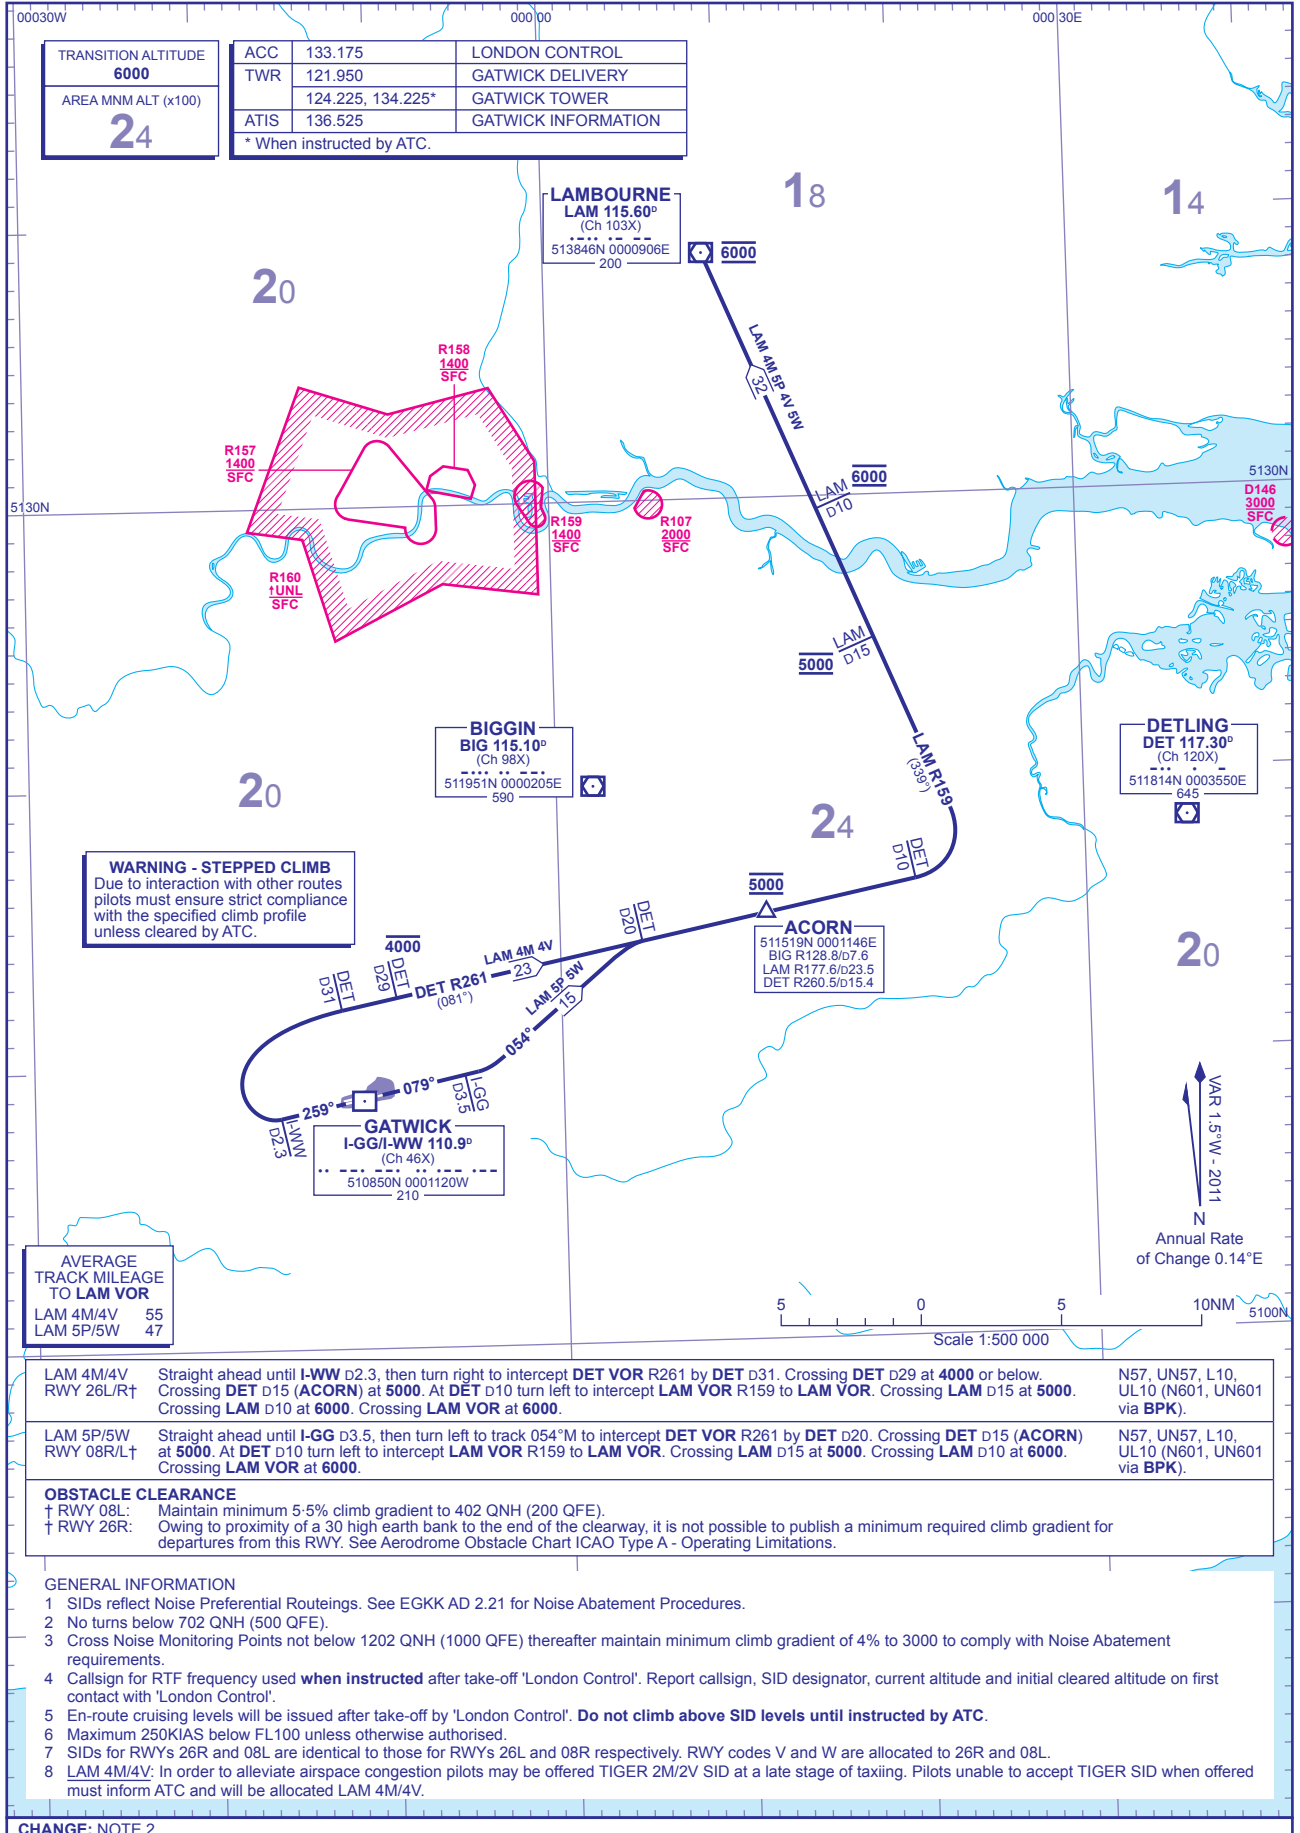 00030W
000 00
000 30E
TRANSITION ALTITUDE
6000
AREA MNM ALT (x100)
24
ACC 133.175 LONDON CONTROL
TWR 121.950 GATWICK DELIVERY
124.225, 134.225* GATWICK TOWER
ATIS 136.525 GATWICK INFORMATION
* When instructed by ATC.
18
14
LAMBOURNE
LAM 115.60D
(Ch 103X)
·–·· ·– ––
513846N 0000906E
200
6000
20
LAM 4M 5P 4V 5W
32
R158
1400
SFC
R157
1400
SFC
5130N
5130N
LAM
D10
6000
D146
3000
SFC
R159
1400
SFC
R107
2000
SFC
R160
↑UNL
SFC
LAM
D15
5000
BIGGIN
BIG 115.10D
(Ch 98X)
–··· ·· ––·
511951N 0000205E
590
LAM R159
(339°)
DETLING
DET 117.30D
(Ch 120X)
–·· · –
511814N 0003550E
645
20
24
WARNING - STEPPED CLIMB
Due to interaction with other routes
pilots must ensure strict compliance
with the specified climb profile
unless cleared by ATC.
DET
D10
5000
ACORN
511519N 0001146E
BIG R128.8/D7.6
LAM R177.6/D23.5
DET R260.5/D15.4
20
DET
D20
4000
LAM 4M 4V
23
DET
D29
DET
D31
DET R261
(081°)
LAM 5P 5W
15
054°
079°
I-GG
D3.5
259°
I-WW
D2.3
GATWICK
I-GG/I-WW 110.9D
(Ch 46X)
·· ––· ––· ·· ·–– ·––
510850N 0001120W
210
VAR 1.5°W - 2011
N
Annual Rate
of Change 0.14°E
AVERAGE
TRACK MILEAGE
TO LAM VOR
LAM 4M/4V 55
LAM 5P/5W 47
5 0 5 10NM
5100N
Scale 1:500 000
LAM 4M/4V Straight ahead until I-WW D2.3, then turn right to intercept DET VOR R261 by DET D31. Crossing DET D29 at 4000 or below. N57, UN57, L10,
RWY 26L/R† Crossing DET D15 (ACORN) at 5000. At DET D10 turn left to intercept LAM VOR R159 to LAM VOR. Crossing LAM D15 at 5000. UL10 (N601, UN601
Crossing LAM D10 at 6000. Crossing LAM VOR at 6000. via BPK).
LAM 5P/5W Straight ahead until I-GG D3.5, then turn left to track 054°M to intercept DET VOR R261 by DET D20. Crossing DET D15 (ACORN) N57, UN57, L10,
RWY 08R/L† at 5000. At DET D10 turn left to intercept LAM VOR R159 to LAM VOR. Crossing LAM D15 at 5000. Crossing LAM D10 at 6000. UL10 (N601, UN601
Crossing LAM VOR at 6000. via BPK).
OBSTACLE CLEARANCE
† RWY 08L: Maintain minimum 5·5% climb gradient to 402 QNH (200 QFE).
† RWY 26R: Owing to proximity of a 30 high earth bank to the end of the clearway, it is not possible to publish a minimum required climb gradient for
departures from this RWY. See Aerodrome Obstacle Chart ICAO Type A - Operating Limitations.
GENERAL INFORMATION
1 SIDs reflect Noise Preferential Routeings. See EGKK AD 2.21 for Noise Abatement Procedures.
2 No turns below 702 QNH (500 QFE).
3 Cross Noise Monitoring Points not below 1202 QNH (1000 QFE) thereafter maintain minimum climb gradient of 4% to 3000 to comply with Noise Abatement
requirements.
4 Callsign for RTF frequency used when instructed after take-off 'London Control'. Report callsign, SID designator, current altitude and initial cleared altitude on first
contact with 'London Control'.
5 En-route cruising levels will be issued after take-off by 'London Control'. Do not climb above SID levels until instructed by ATC.
6 Maximum 250KIAS below FL100 unless otherwise authorised.
7 SIDs for RWYs 26R and 08L are identical to those for RWYs 26L and 08R respectively. RWY codes V and W are allocated to 26R and 08L.
8 LAM 4M/4V: In order to alleviate airspace congestion pilots may be offered TIGER 2M/2V SID at a late stage of taxiing. Pilots unable to accept TIGER SID when offered
must inform ATC and will be allocated LAM 4M/4V.
CHANGE: NOTE 2